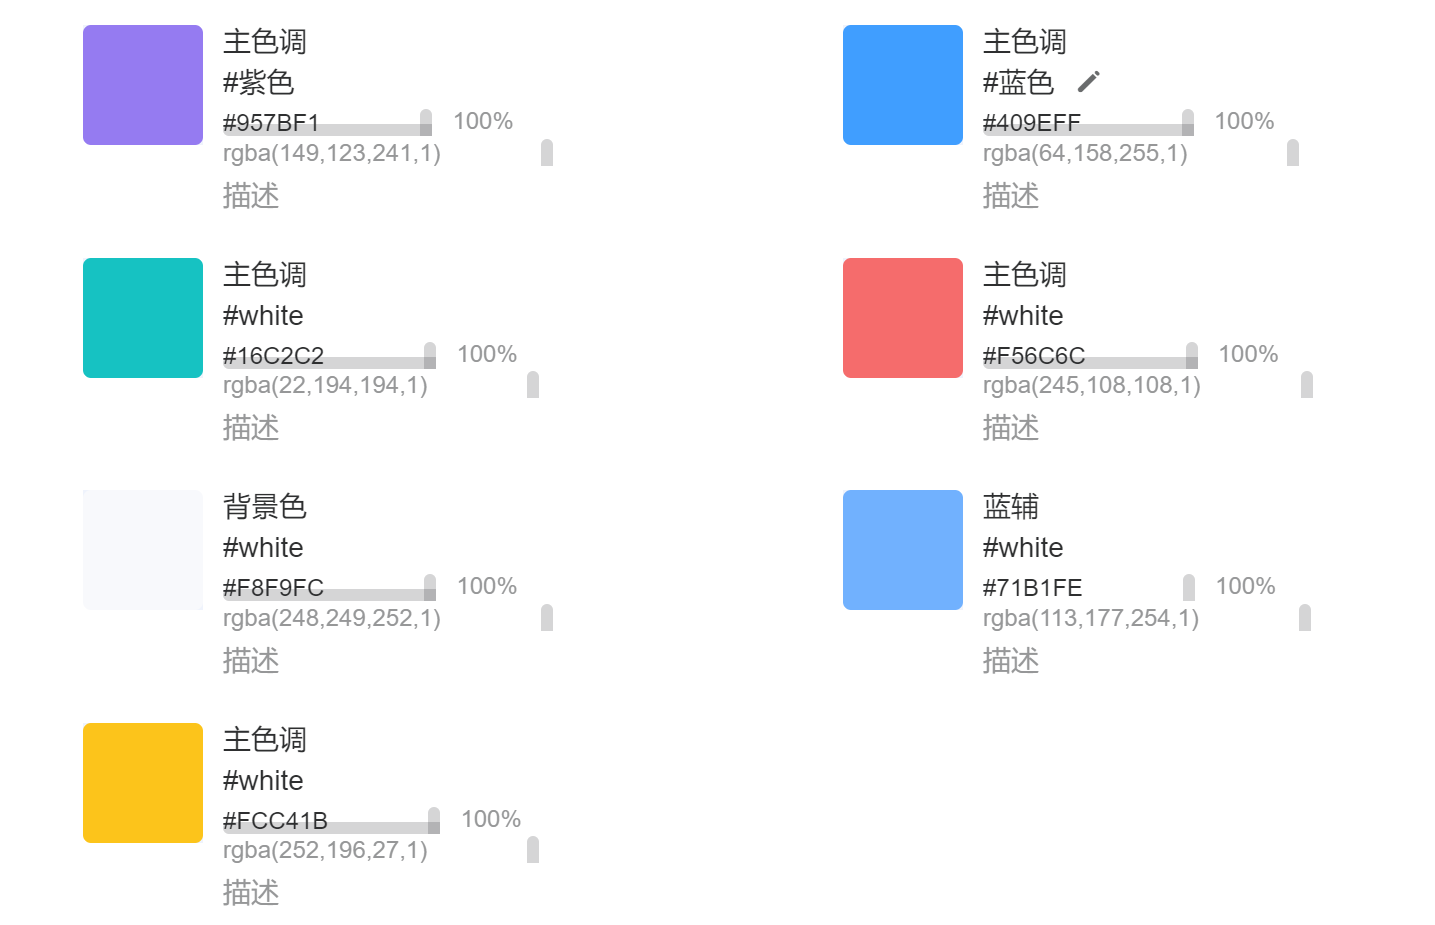 主色调
#紫色
#957BF1 100%
rgba(149,123,241,1)
描述
主色调
#蓝色
#409EFF 100%
rgba(64,158,255,1)
描述
主色调
#white
#16C2C2 100%
rgba(22,194,194,1)
描述
主色调
#white
#F56C6C 100%
rgba(245,108,108,1)
描述
背景色
#white
#F8F9FC 100%
rgba(248,249,252,1)
描述
蓝辅
#white
#71B1FE 100%
rgba(113,177,254,1)
描述
主色调
#white
#FCC41B 100%
rgba(252,196,27,1)
描述